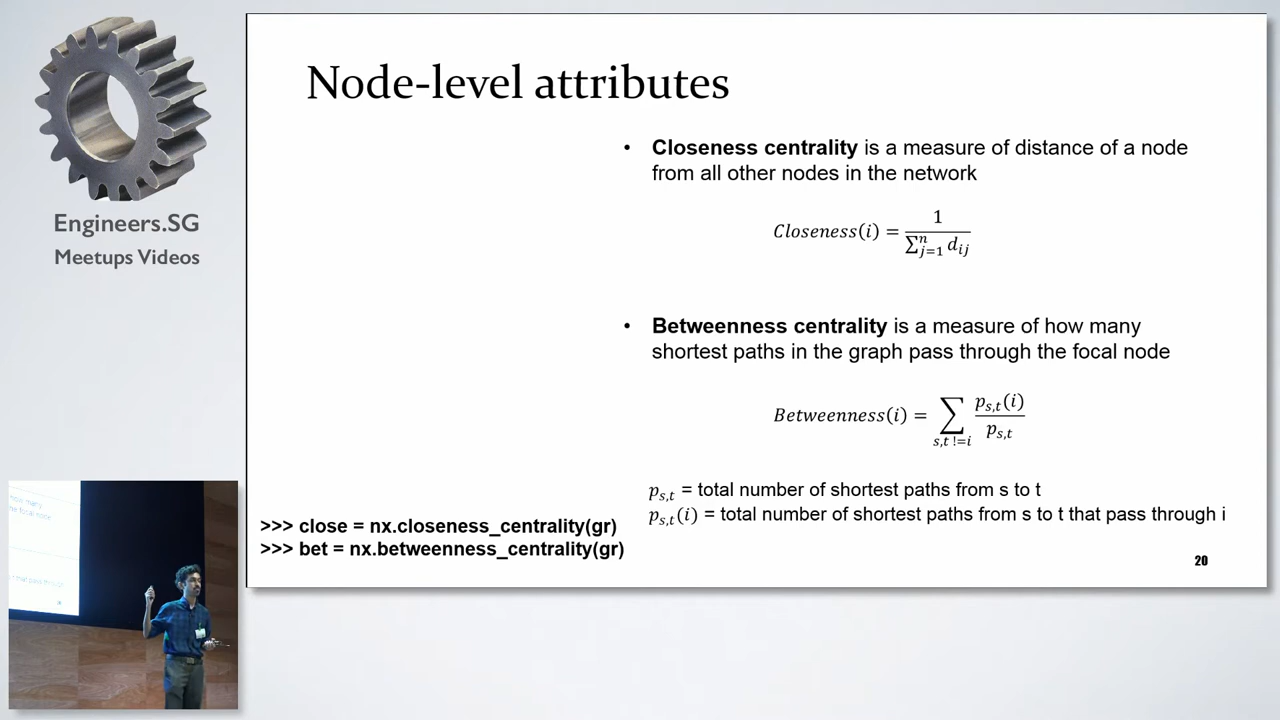 Engineers.SG
Meetups Videos
Node-level attributes
• Closeness centrality is a measure of distance of a node
from all other nodes in the network
Closeness(i) = 1 / ∑ⁿⱼ₌₁ dᵢⱼ
• Betweenness centrality is a measure of how many
shortest paths in the graph pass through the focal node
Betweenness(i) = ∑_{s,t !=i} p_{s,t}(i) / p_{s,t}
p_{s,t} = total number of shortest paths from s to t
p_{s,t}(i) = total number of shortest paths from s to t that pass through i
>>> close = nx.closeness_centrality(gr)
>>> bet = nx.betweenness_centrality(gr)
20